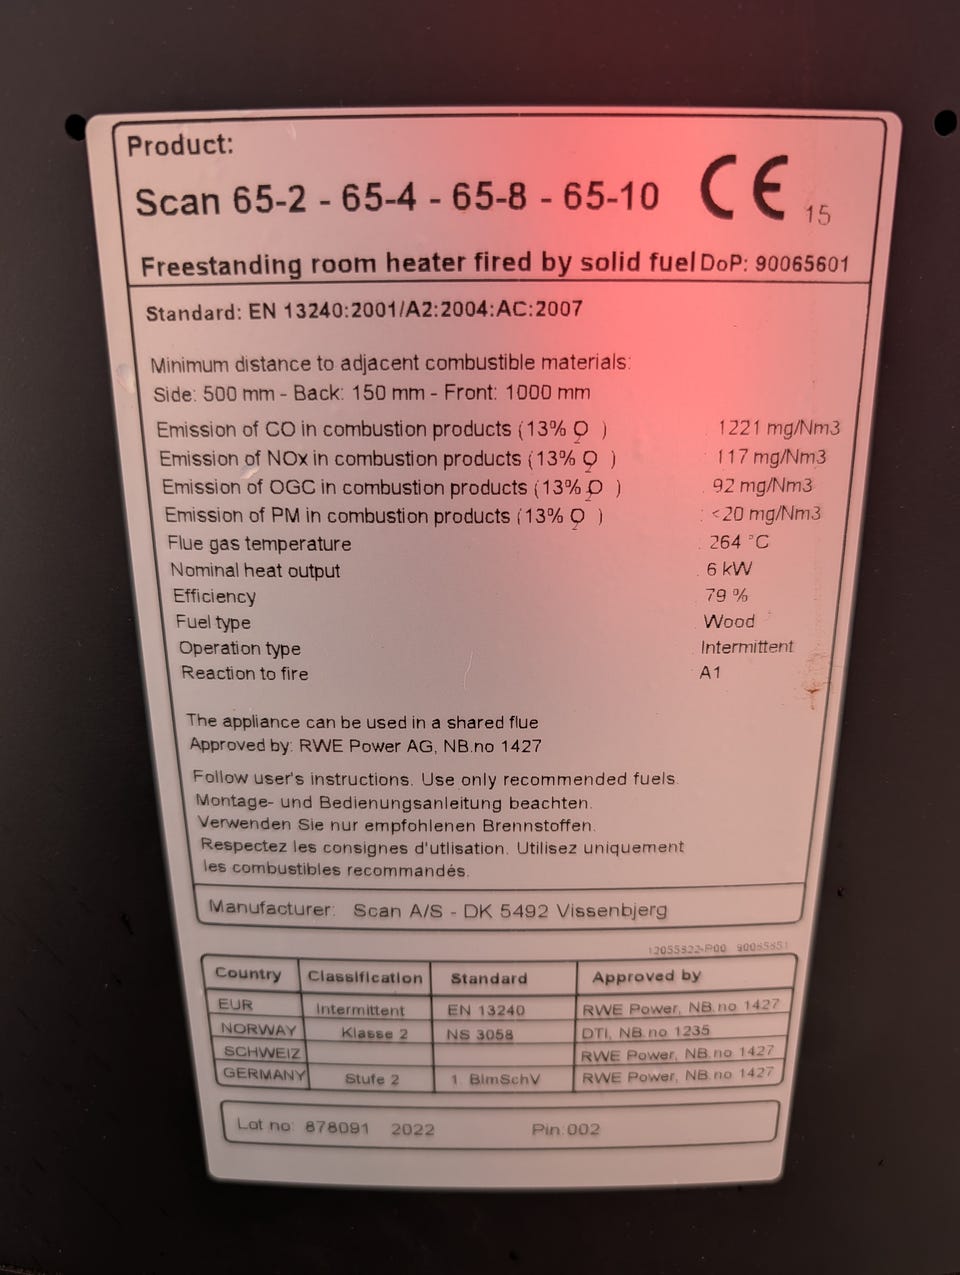 Product:
Scan 65-2 - 65-4 - 65-8 - 65-10 CE 15
Freestanding room heater fired by solid fuel DoP: 90065601
Standard: EN 13240:2001/A2:2004:AC:2007
Minimum distance to adjacent combustible materials:
Side: 500 mm - Back: 150 mm - Front: 1000 mm
Emission of CO in combustion products (13% O ) : 1221 mg/Nm3
Emission of NOx in combustion products (13% O ) : 117 mg/Nm3
Emission of OGC in combustion products (13% O ) : 92 mg/Nm3
Emission of PM in combustion products (13% O ) : <20 mg/Nm3
Flue gas temperature : 264 °C
Nominal heat output : 6 kW
Efficiency : 79 %
Fuel type : Wood
Operation type : Intermittent
Reaction to fire : A1
The appliance can be used in a shared flue
Approved by: RWE Power AG, NB.no 1427
Follow user's instructions. Use only recommended fuels.
Montage- und Bedienungsanleitung beachten.
Verwenden Sie nur empfohlenen Brennstoffen.
Respectez les consignes d'utlisation. Utilisez uniquement
les combustibles recommandés.
Manufacturer: Scan A/S - DK 5492 Vissenbjerg
Country Classification Standard Approved by
EUR Intermittent EN 13240 RWE Power, NB.no 1427
NORWAY Klasse 2 NS 3058 DTI, NB.no 1235
SCHWEIZ RWE Power, NB.no 1427
GERMANY Stufe 2 1. BImSchV RWE Power, NB.no 1427
Lot no: 878091 2022 Pin:002